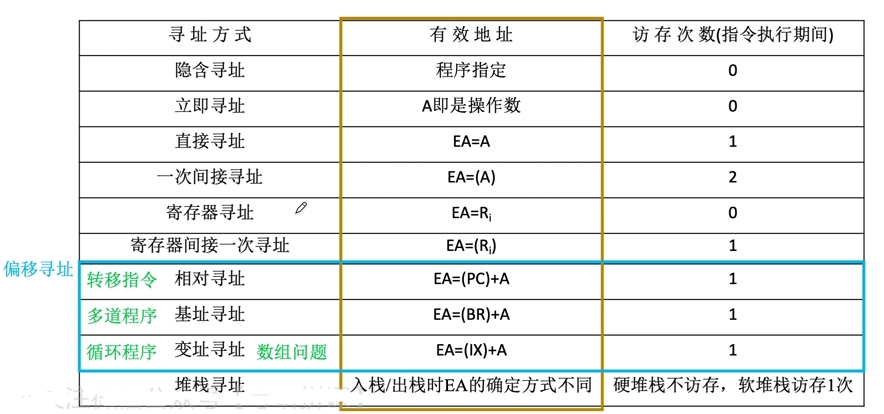 寻址方式 有效地址 访存次数(指令执行期间)
隐含寻址 程序指定 0
立即寻址 A即是操作数 0
直接寻址 EA=A 1
一次间接寻址 EA=(A) 2
寄存器寻址 EA=Ri 0
寄存器间接一次寻址 EA=(Ri) 1
偏移寻址 转移指令 相对寻址 EA=(PC)+A 1
多道程序 基址寻址 EA=(BR)+A 1
循环程序 变址寻址 数组问题 EA=(IX)+A 1
堆栈寻址 入栈/出栈时EA的确定方式不同 硬堆栈不访存，软堆栈访存1次